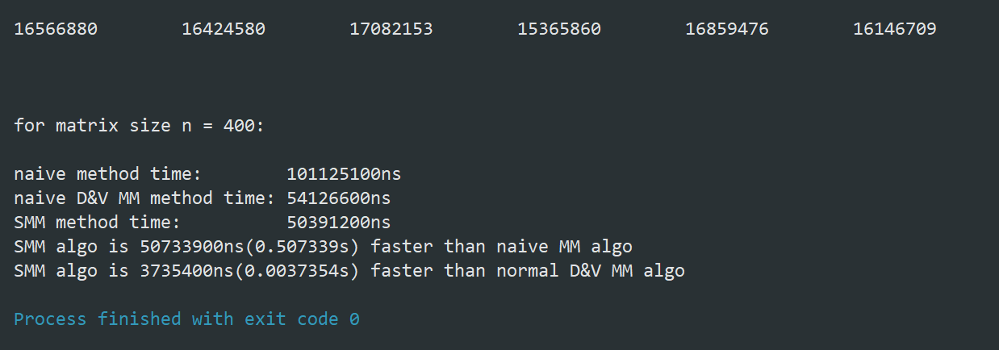 16566880 16424580 17082153 15365860 16859476 16146709
for matrix size n = 400:
naive method time: 101125100ns
naive D&V MM method time: 54126600ns
SMM method time: 50391200ns
SMM algo is 50733900ns(0.507339s) faster than naive MM algo
SMM algo is 3735400ns(0.0037354s) faster than normal D&V MM algo
Process finished with exit code 0